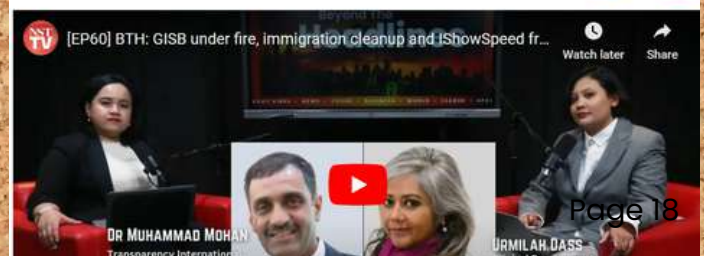 NST
TV
[EP60] BTH: GISB under fire, immigration cleanup and IShowSpeed fr...
Watch later
Share
Beyond The
Headlines
Page 18
DR MUHAMMAD MOHAN
Transparency International
URMILAH DASS